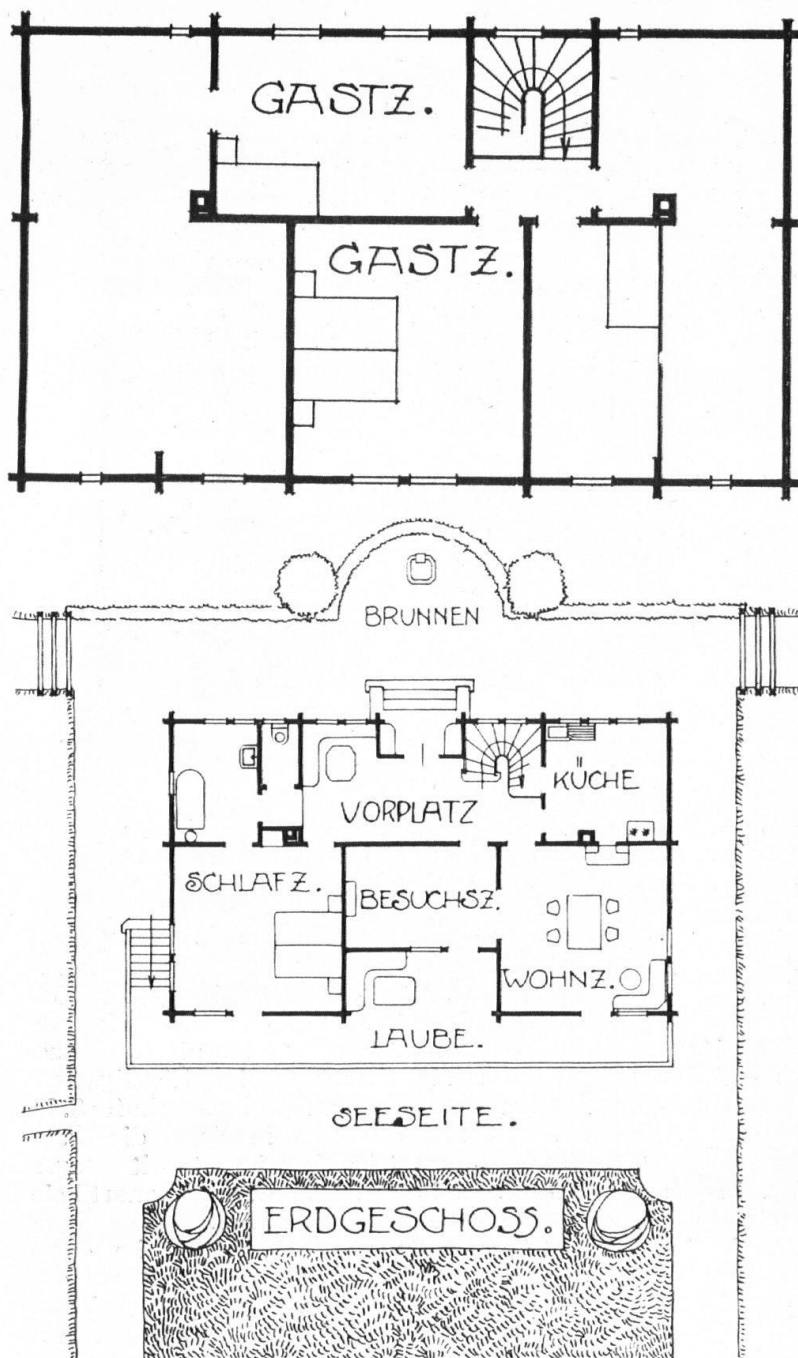 GASTZ.
GASTZ.
BRUNNEN
VORPLATZ
KÜCHE
SCHLAFZ.
BESUCHSZ.
WOHNZ.
LAUBE.
SEESEITE.
ERDGESCHOSS.